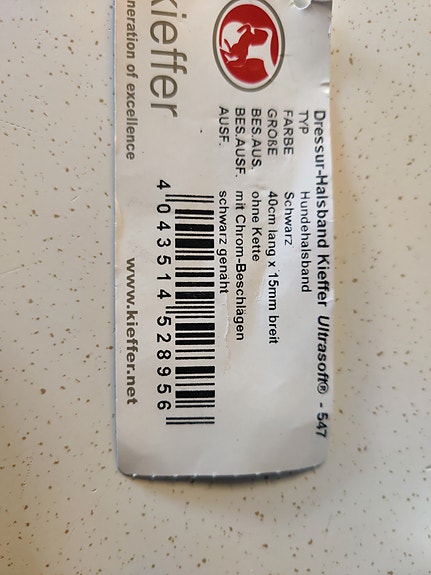 Dressur-Halsband Kieffer Ultrasoft® - 547
TYP Hundehalsband
FARBE Schwarz
GRÖßE 40cm lang x 15mm breit
BES.AUS. ohne Kette
BES.AUSF. mit Chrom-Beschlägen
AUSF. schwarz genäht
4 043514 528956
kieffer
neration of excellence
www.kieffer.net